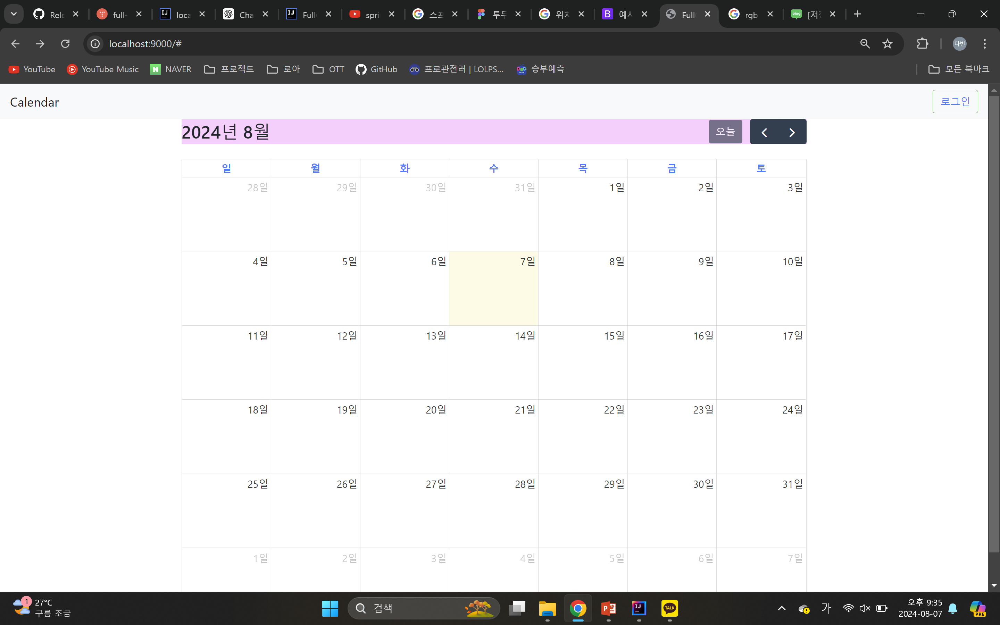 Rele
full-
loca
Cha
Full
spri
스프
투두
위치
예시
Full
rgb
[저
localhost:9000/#
다빈
YouTube
YouTube Music
NAVER
프로젝트
로아
OTT
GitHub
프로관전러 | LOLPS...
승부예측
모든 북마크
Calendar
로그인
2024년 8월
오늘
일 월 화 수 목 금 토
28일 29일 30일 31일 1일 2일 3일
4일 5일 6일 7일 8일 9일 10일
11일 12일 13일 14일 15일 16일 17일
18일 19일 20일 21일 22일 23일 24일
25일 26일 27일 28일 29일 30일 31일
1일 2일 3일 4일 5일 6일 7일
1
27°C
구름 조금
검색
TALK
가
오후 9:35
2024-08-07
PRE